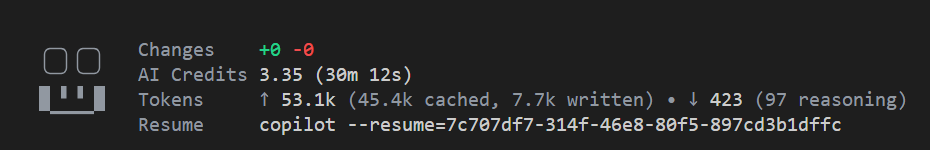 Changes +0 -0
AI Credits 3.35 (30m 12s)
Tokens ↑ 53.1k (45.4k cached, 7.7k written) • ↓ 423 (97 reasoning)
Resume copilot --resume=7c707df7-314f-46e8-80f5-897cd3b1dffc